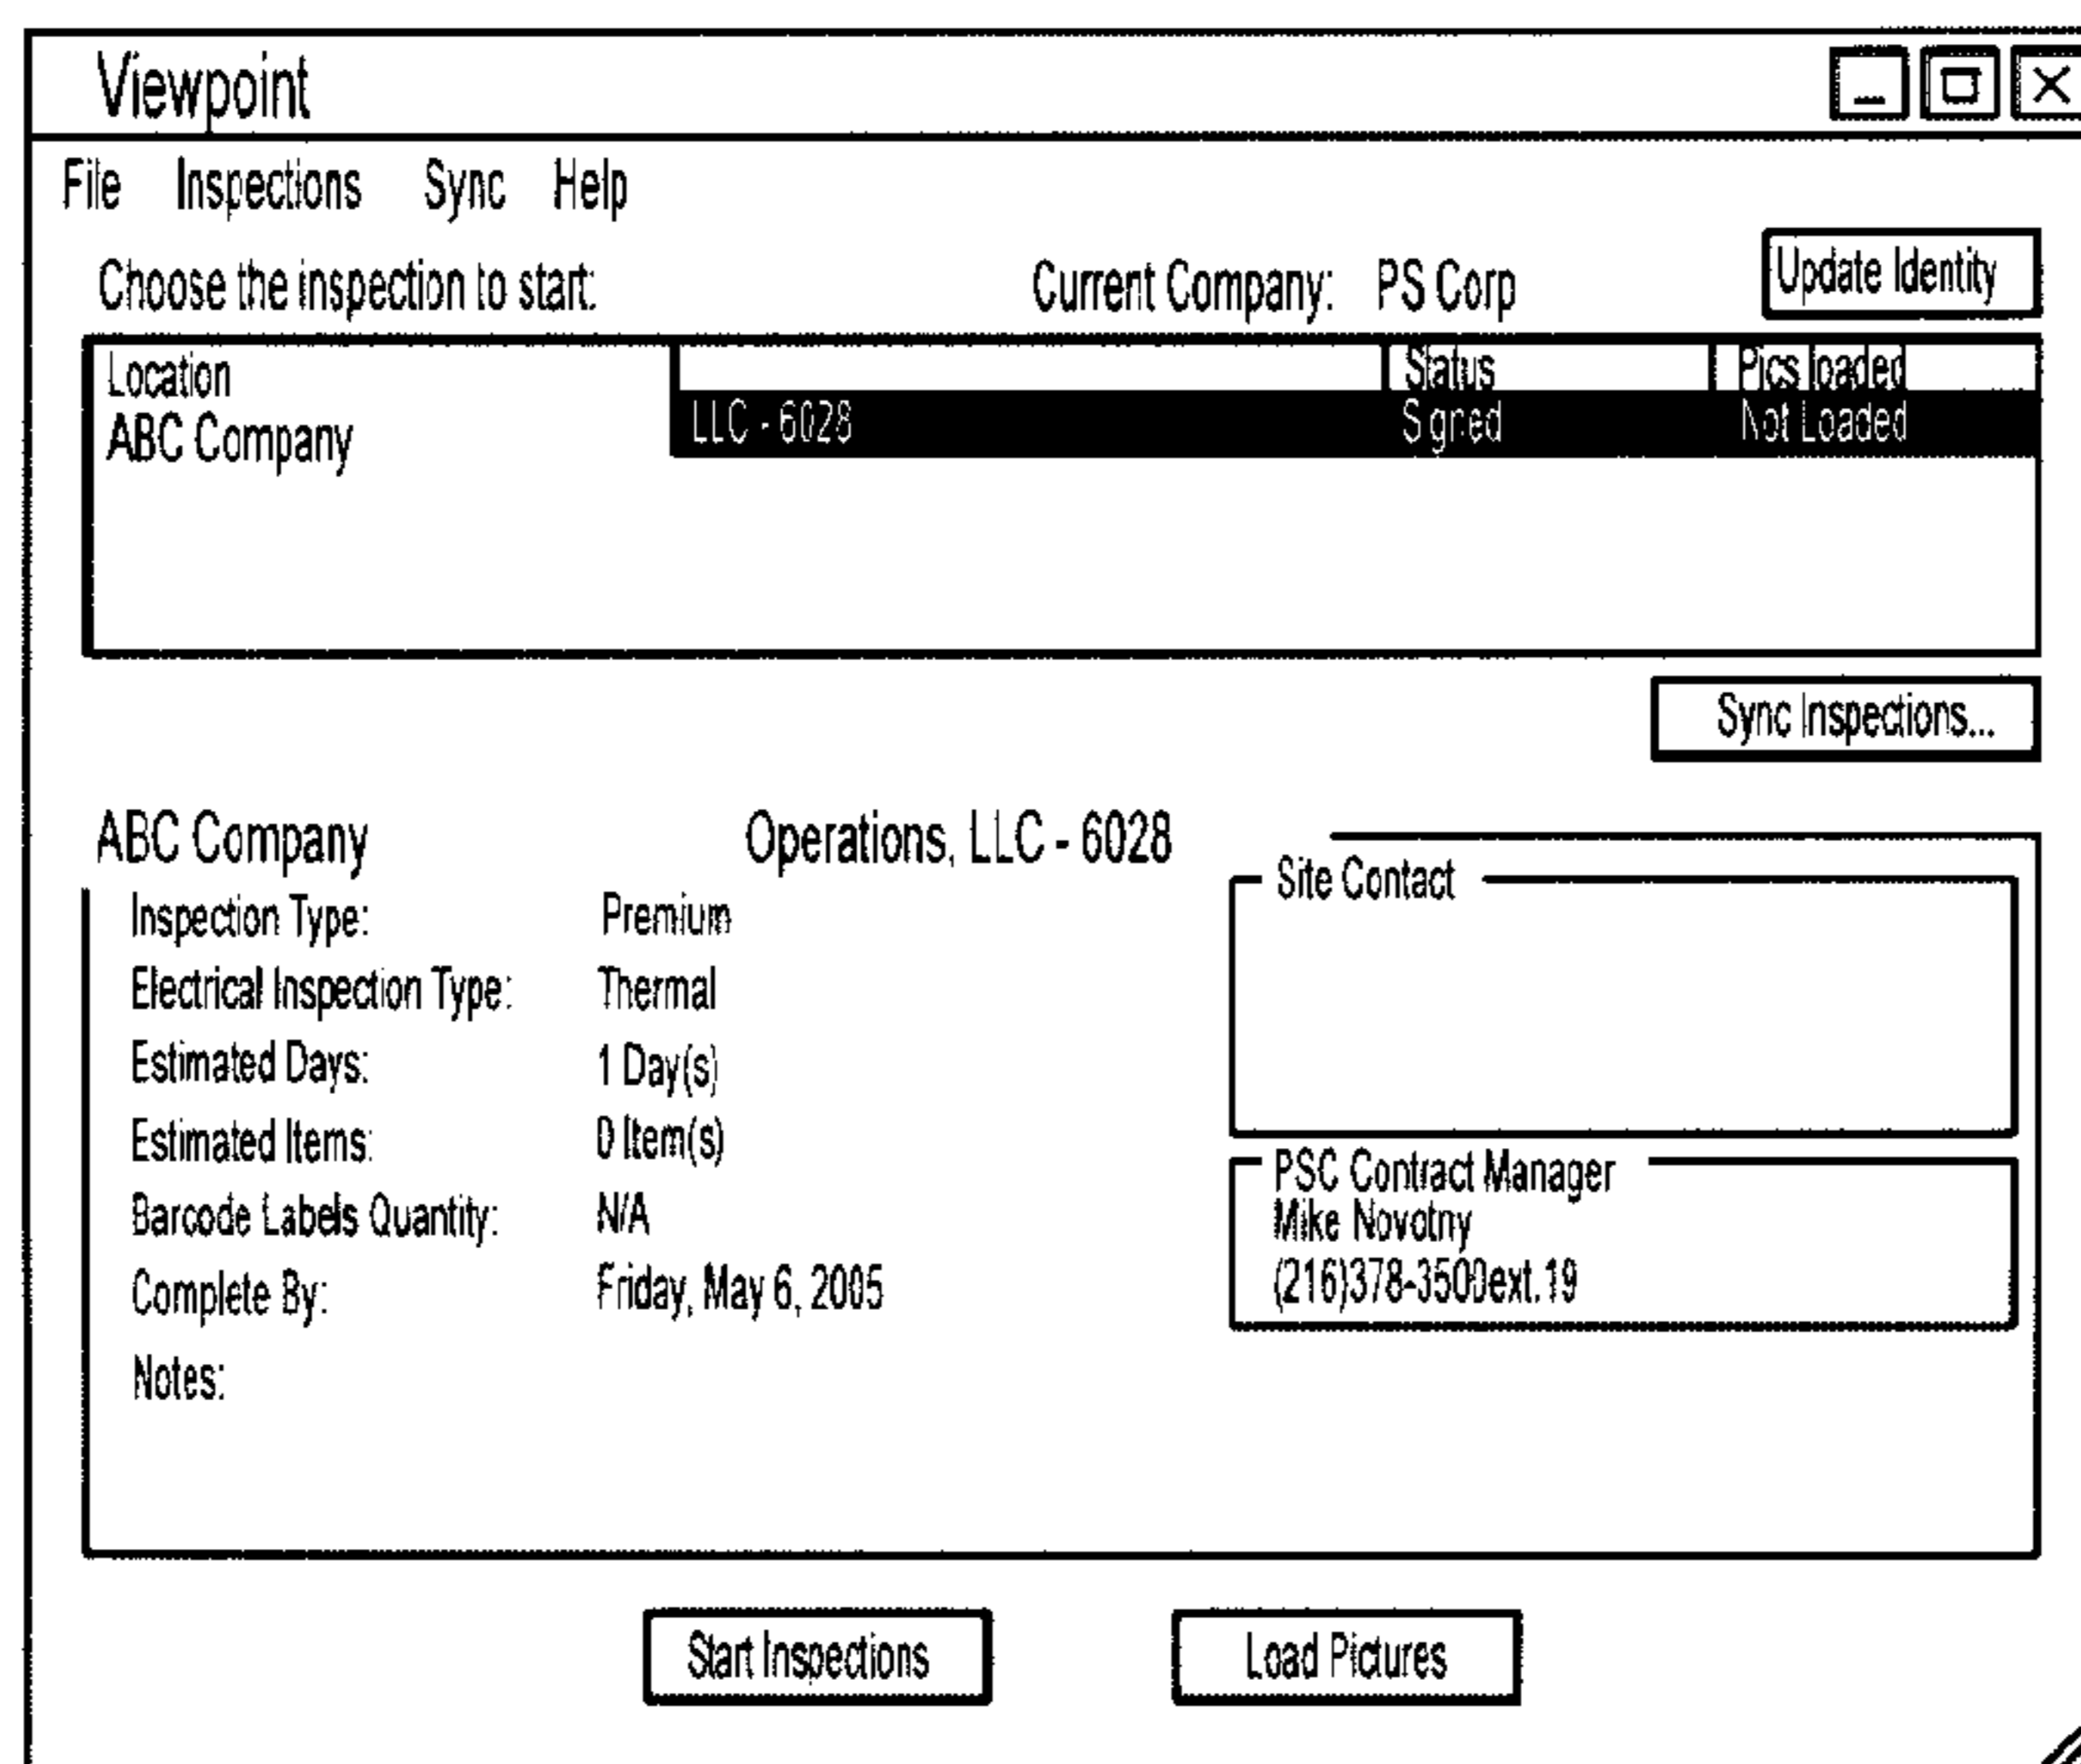 Viewpoint
File Inspections Sync Help
Choose the inspection to start: Current Company: PS Corp Update Identity
Location Status Pics loaded
ABC Company LLC - 6028 Signed Not Loaded
Sync Inspections...
ABC Company Operations, LLC - 6028
Site Contact
Inspection Type: Premium
Electrical Inspection Type: Thermal
Estimated Days: 1 Day(s)
Estimated Items: 0 Item(s)
PSC Contract Manager
Barcode Labels Quantity: N/A Mike Novotny
Complete By: Friday, May 6, 2005 (216)378-3500ext.19
Notes:
Start Inspections Load Pictures